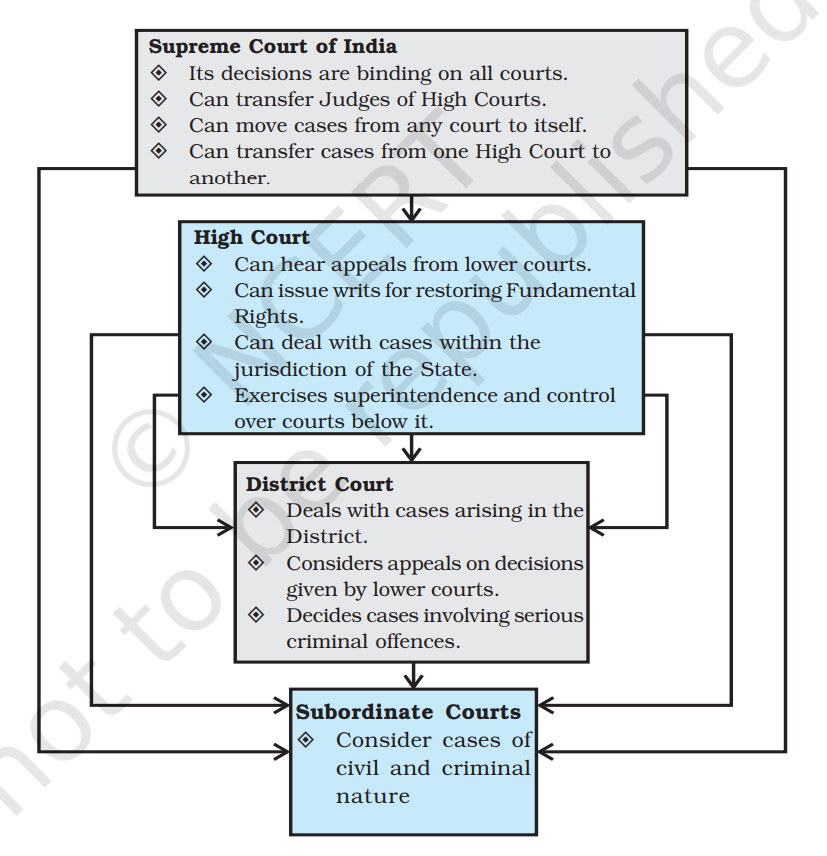 Supreme Court of India
◈ Its decisions are binding on all courts.
◈ Can transfer Judges of High Courts.
◈ Can move cases from any court to itself.
◈ Can transfer cases from one High Court to
another.
High Court
◈ Can hear appeals from lower courts.
◈ Can issue writs for restoring Fundamental
Rights.
◈ Can deal with cases within the
jurisdiction of the State.
◈ Exercises superintendence and control
over courts below it.
District Court
◈ Deals with cases arising in the
District.
◈ Considers appeals on decisions
given by lower courts.
◈ Decides cases involving serious
criminal offences.
Subordinate Courts
◈ Consider cases of
civil and criminal
nature
© NCERT
not to be republished